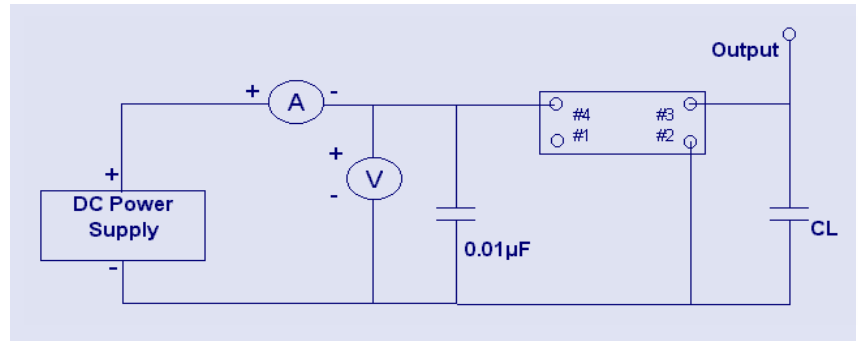 Output
+ A -
#4 #3
#1 #2
+
V
-
+
DC Power
Supply
-
0.01µF
CL